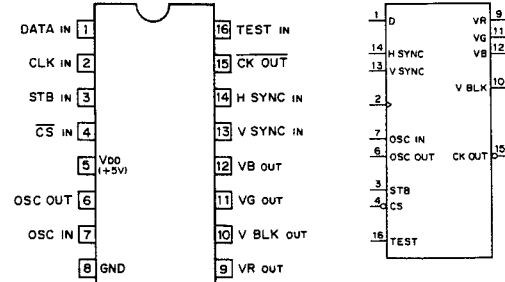 DATA IN 1
CLK IN 2
STB IN 3
C̅S̅ IN 4
5 VDD
(+5V)
OSC OUT 6
OSC IN 7
8 GND
16 TEST IN
15 C̅K̅ O̅U̅T̅
14 H SYNC IN
13 V SYNC IN
12 VB OUT
11 VG OUT
10 V BLK OUT
9 VR OUT
1 D
14 H SYNC
13 V SYNC
2
7 OSC IN
6 OSC OUT
3 STB
4 CS
16 TEST
VR 9
VG 11
VB 12
V BLK 10
CK OUT 15